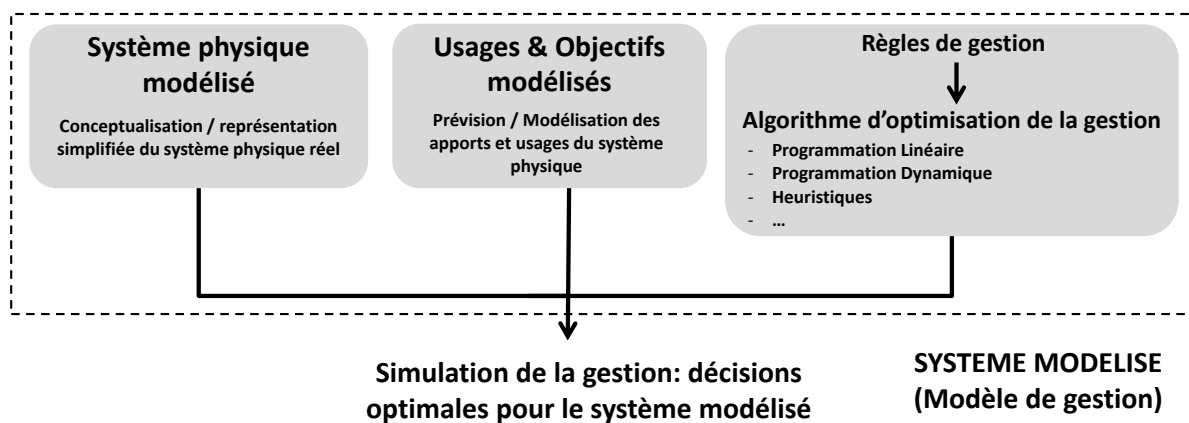 Système physique
modélisé
Conceptualisation / représentation
simplifiée du système physique réel
Usages & Objectifs
modélisés
Prévision / Modélisation des
apports et usages du système
physique
Règles de gestion
Algorithme d’optimisation de la gestion
- Programmation Linéaire
- Programmation Dynamique
- Heuristiques
- …
Simulation de la gestion: décisions
optimales pour le système modélisé
SYSTEME MODELISE
(Modèle de gestion)